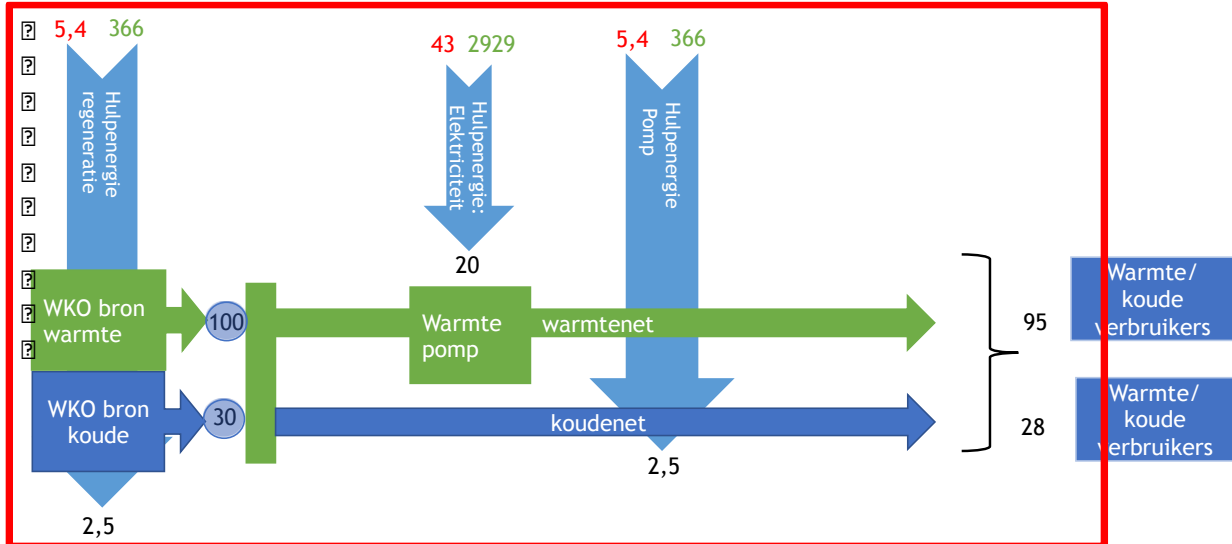 5,4 366
Hulpenergie
regeneratie
43 2929
Hulpenergie:
Elektriciteit
5,4 366
Hulpenergie
Pomp
20
WKO bron
warmte
100
Warmte
pomp
warmtenet
95
Warmte/
koude
verbruikers
WKO bron
koude
30
koudenet
28
Warmte/
koude
verbruikers
2,5
2,5